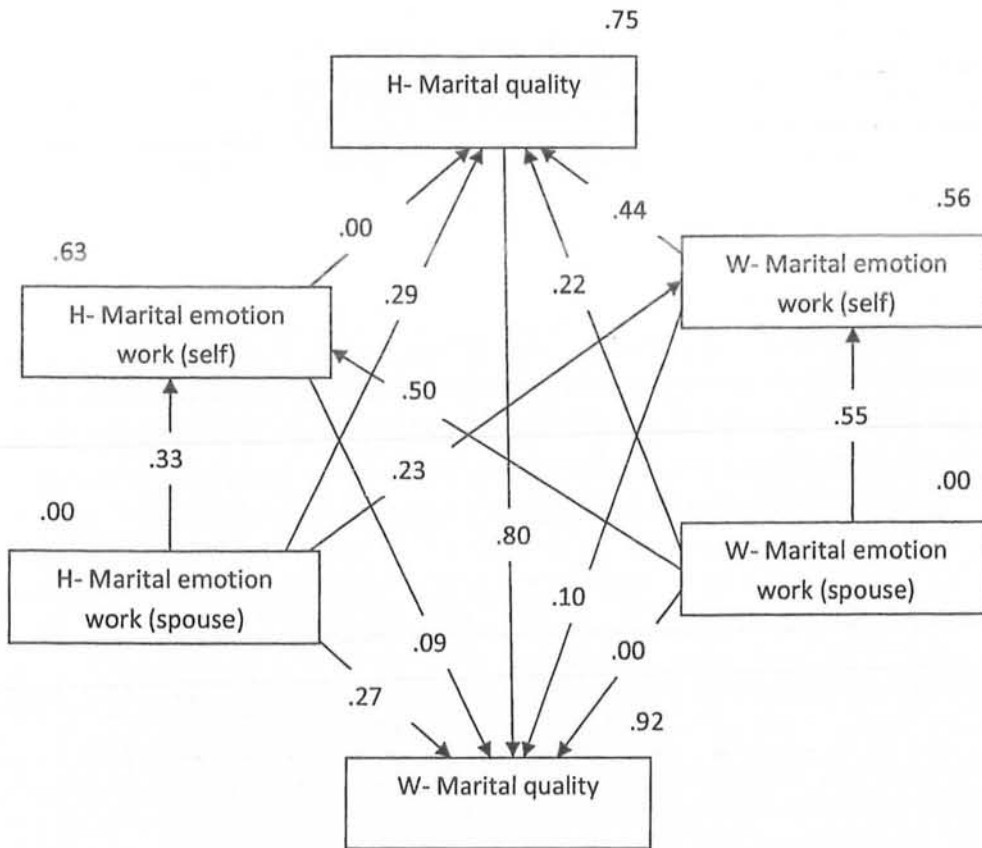 .75
H- Marital quality
.00
.44
.56
.63
W- Marital emotion
work (self)
.29
.22
H- Marital emotion
work (self)
.50
.33
.23
.55
.00
.00
.80
H- Marital emotion
work (spouse)
W- Marital emotion
work (spouse)
.10
.09
.00
.27
.92
W- Marital quality